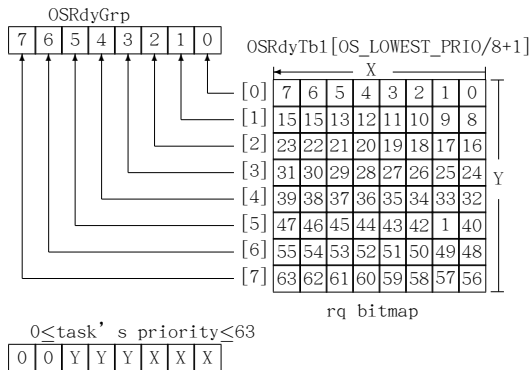 OSRdyGrp
7 6 5 4 3 2 1 0
OSRdyTb1[OS_LOWEST_PRIO/8+1]
X
[0] 7 6 5 4 3 2 1 0
[1] 15 15 13 12 11 10 9 8
[2] 23 22 21 20 19 18 17 16
[3] 31 30 29 28 27 26 25 24
Y
[4] 39 38 37 36 35 34 33 32
[5] 47 46 45 44 43 42 1 40
[6] 55 54 53 52 51 50 49 48
[7] 63 62 61 60 59 58 57 56
rq bitmap
0≤task's priority≤63
0 0 Y Y Y X X X